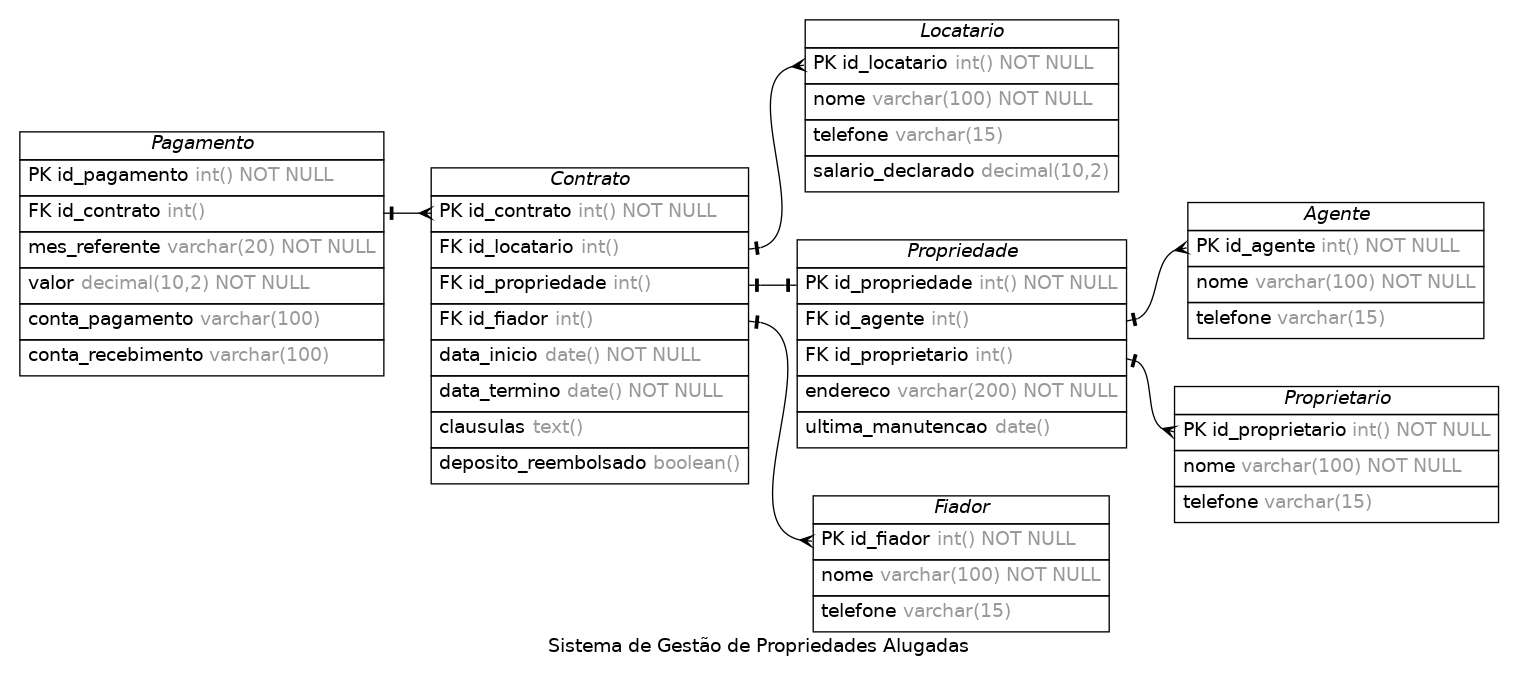 Pagamento
PK id_pagamento int() NOT NULL
FK id_contrato int()
mes_referente varchar(20) NOT NULL
valor decimal(10,2) NOT NULL
conta_pagamento varchar(100)
conta_recebimento varchar(100)
Contrato
PK id_contrato int() NOT NULL
FK id_locatario int()
FK id_propriedade int()
FK id_fiador int()
data_inicio date() NOT NULL
data_termino date() NOT NULL
clausulas text()
deposito_reembolsado boolean()
Locatario
PK id_locatario int() NOT NULL
nome varchar(100) NOT NULL
telefone varchar(15)
salario_declarado decimal(10,2)
Propriedade
PK id_propriedade int() NOT NULL
FK id_agente int()
FK id_proprietario int()
endereco varchar(200) NOT NULL
ultima_manutencao date()
Fiador
PK id_fiador int() NOT NULL
nome varchar(100) NOT NULL
telefone varchar(15)
Agente
PK id_agente int() NOT NULL
nome varchar(100) NOT NULL
telefone varchar(15)
Proprietario
PK id_proprietario int() NOT NULL
nome varchar(100) NOT NULL
telefone varchar(15)
Sistema de Gestão de Propriedades Alugadas